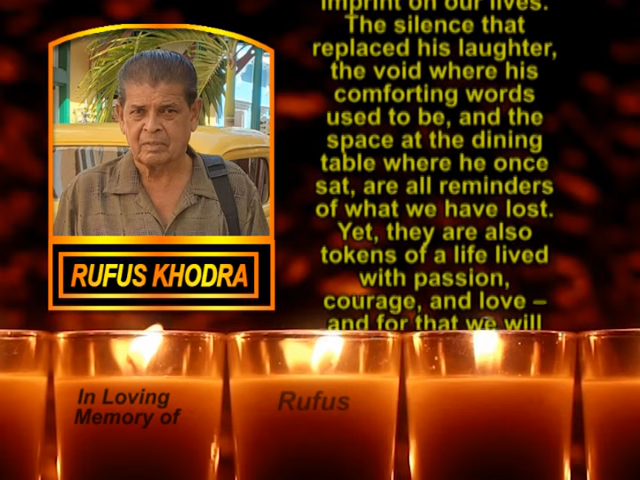 imprint on our lives.
The silence that
replaced his laughter,
the void where his
comforting words
used to be, and the
space at the dining
table where he once
sat, are all reminders
of what we have lost.
Yet, they are also
tokens of a life lived
with passion,
courage, and love –
and for that we will
RUFUS KHODRA
In Loving
Memory of
Rufus